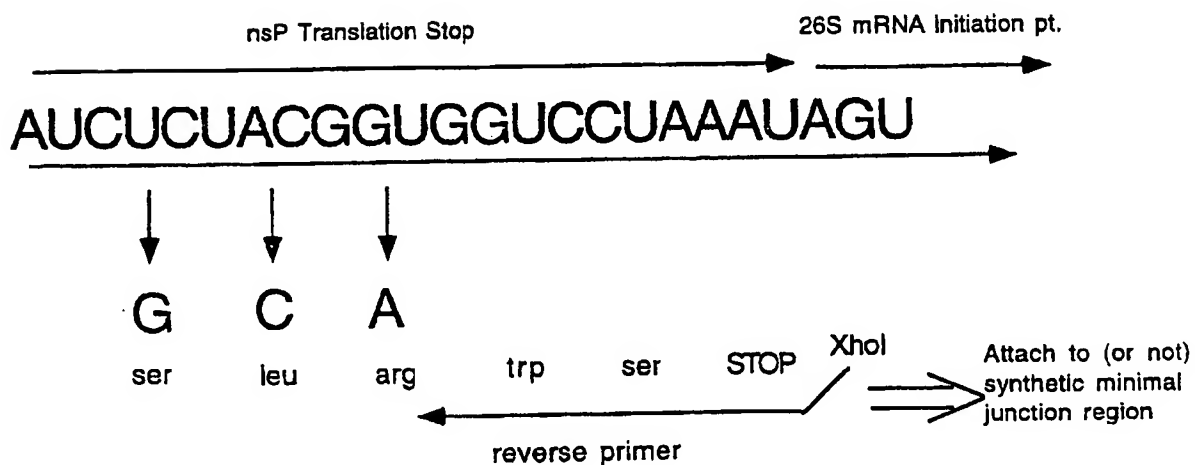 nsP Translation Stop
26S mRNA Initiation pt.
AUCUCUACGGUGGUCCUAAAUAGU
G C A
ser leu arg trp ser STOP XhoI
reverse primer
Attach to (or not)
synthetic minimal
junction region